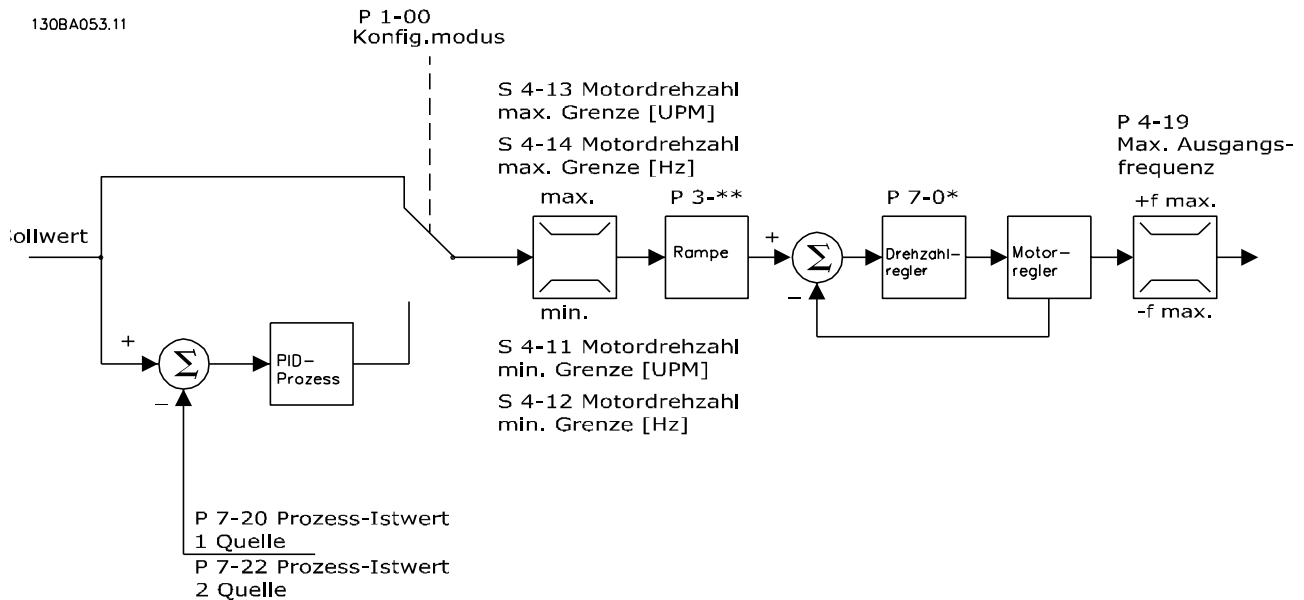 130BA053.11
P 1-00
Konfig.modus
S 4-13 Motordrehzahl
max. Grenze [UPM]
S 4-14 Motordrehzahl
max. Grenze [Hz]
P 4-19
Max. Ausgangs-
frequenz
max.
P 3-**
P 7-0*
+f max.
ollwert
+
Σ
–
Rampe
Drehzahl-
regler
Motor-
regler
min.
-f max.
+
Σ
–
PID-
Prozess
S 4-11 Motordrehzahl
min. Grenze [UPM]
S 4-12 Motordrehzahl
min. Grenze [Hz]
P 7-20 Prozess-Istwert
1 Quelle
P 7-22 Prozess-Istwert
2 Quelle